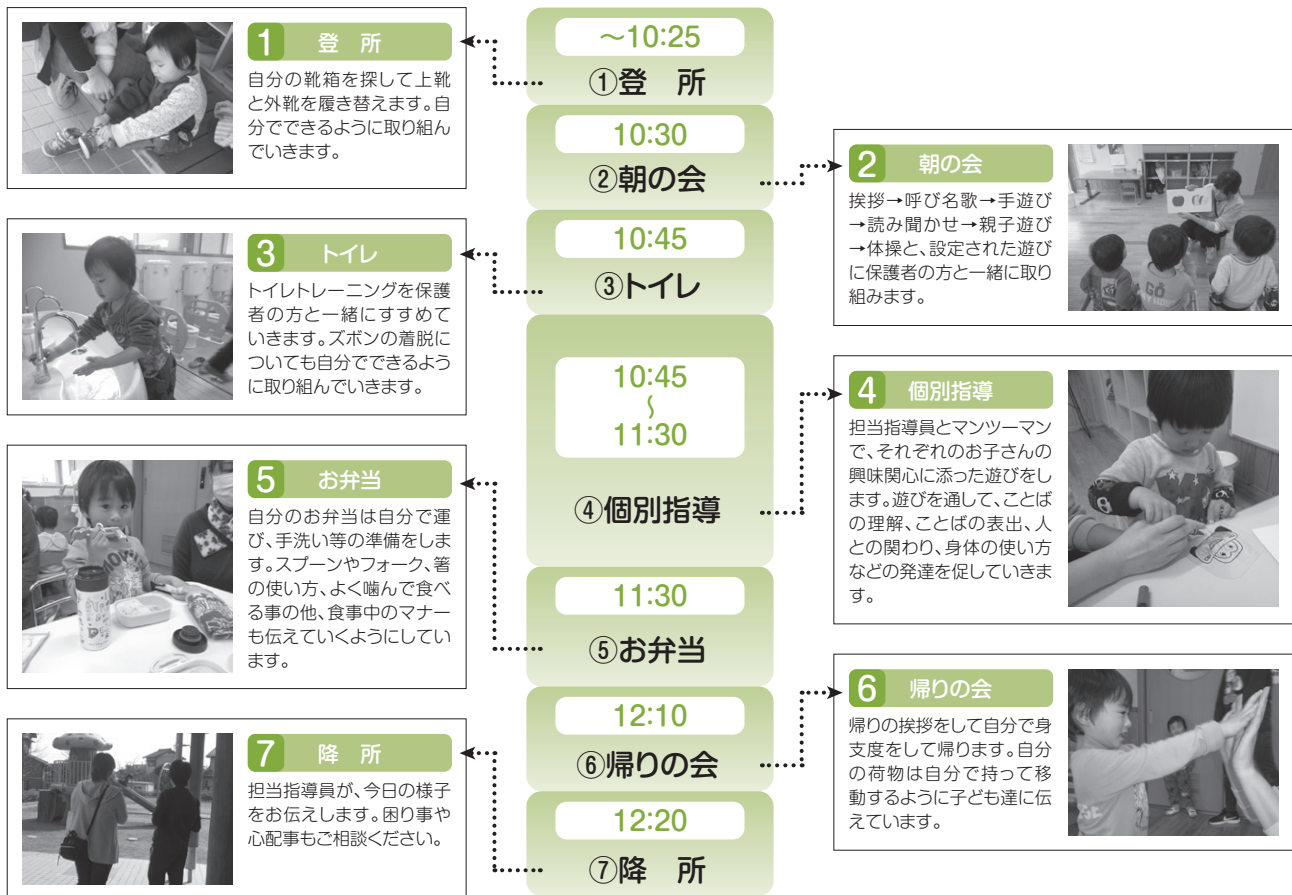 ～10:25
①登　所
10:30
②朝の会
10:45
③トイレ
10:45
～
11:30
④個別指導
11:30
⑤お弁当
12:10
⑥帰りの会
12:20
⑦降　所
1 登　所
自分の靴箱を探して上靴
と外靴を履き替えます。自
分でできるように取り組ん
でいきます。
2 朝の会
挨拶→呼び名歌→手遊び
→読み聞かせ→親子遊び
→体操と、設定された遊び
に保護者の方と一緒に取り
組みます。
3 トイレ
トイレトレーニングを保護
者の方と一緒にすすめて
いきます。ズボンの着脱に
ついても自分でできるよう
に取り組んでいきます。
4 個別指導
担当指導員とマンツーマン
で、それぞれのお子さんの
興味関心に添った遊びをし
ます。遊びを通して、ことば
の理解、ことばの表出、人
との関わり、身体の使い方
などの発達を促していきま
す。
5 お弁当
自分のお弁当は自分で運
び、手洗い等の準備をしま
す。スプーンやフォーク、箸
の使い方、よく噛んで食べ
る事の他、食事中のマナー
も伝えていくようにしてい
ます。
6 帰りの会
帰りの挨拶をして自分で身
支度をして帰ります。自分
の荷物は自分で持って移
動するように子ども達に伝
えています。
7 降　所
担当指導員が、今日の様子
をお伝えします。困り事や
心配事もご相談ください。